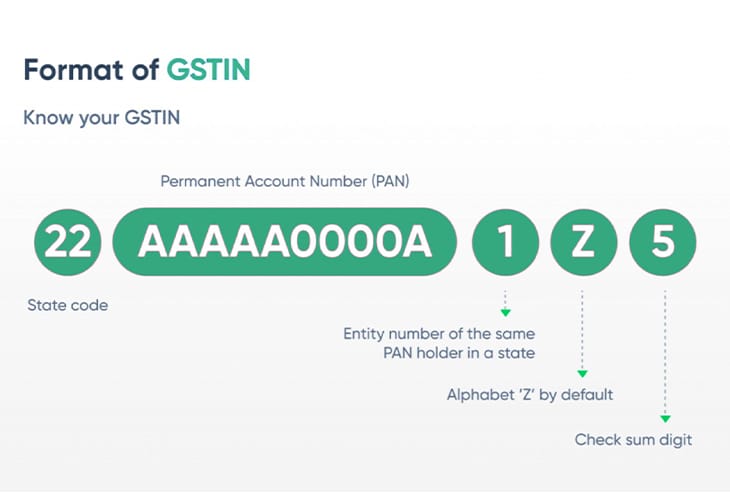 Format of GSTIN
Know your GSTIN
Permanent Account Number (PAN)
22 AAAAA0000A 1 Z 5
State code
Entity number of the same
PAN holder in a state
Alphabet ‘Z’ by default
Check sum digit